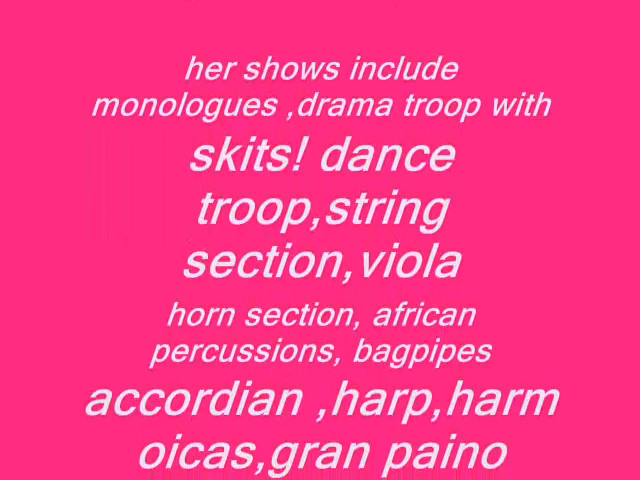 her shows include
monologues ,drama troop with
skits! dance
troop,string
section,viola
horn section, african
percussions, bagpipes
accordian ,harp,harm
oicas,gran paino